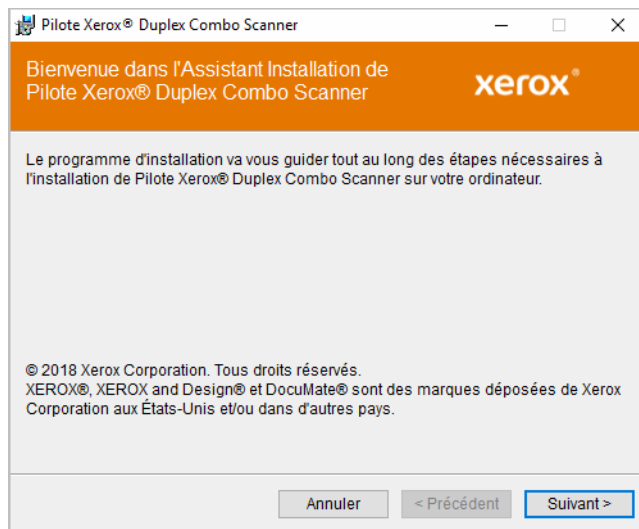 Pilote Xerox® Duplex Combo Scanner
Bienvenue dans l'Assistant Installation de
Pilote Xerox® Duplex Combo Scanner
xerox®
Le programme d'installation va vous guider tout au long des étapes nécessaires à
l'installation de Pilote Xerox® Duplex Combo Scanner sur votre ordinateur.
© 2018 Xerox Corporation. Tous droits réservés.
XEROX®, XEROX and Design® et DocuMate® sont des marques déposées de Xerox
Corporation aux États-Unis et/ou dans d'autres pays.
Annuler
< Précédent
Suivant >